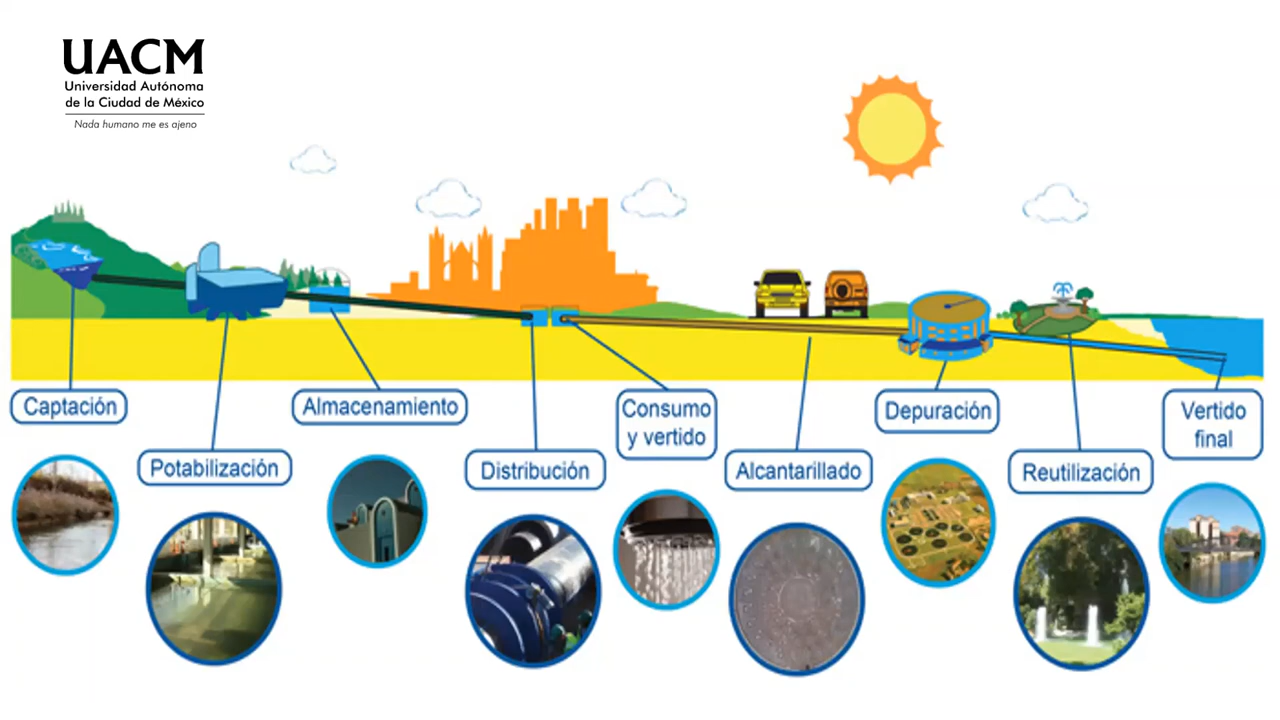 UACM
Universidad Autónoma
de la Ciudad de México
Nada humano me es ajeno
Captación
Potabilización
Almacenamiento
Distribución
Consumo
y vertido
Alcantarillado
Depuración
Reutilización
Vertido
final